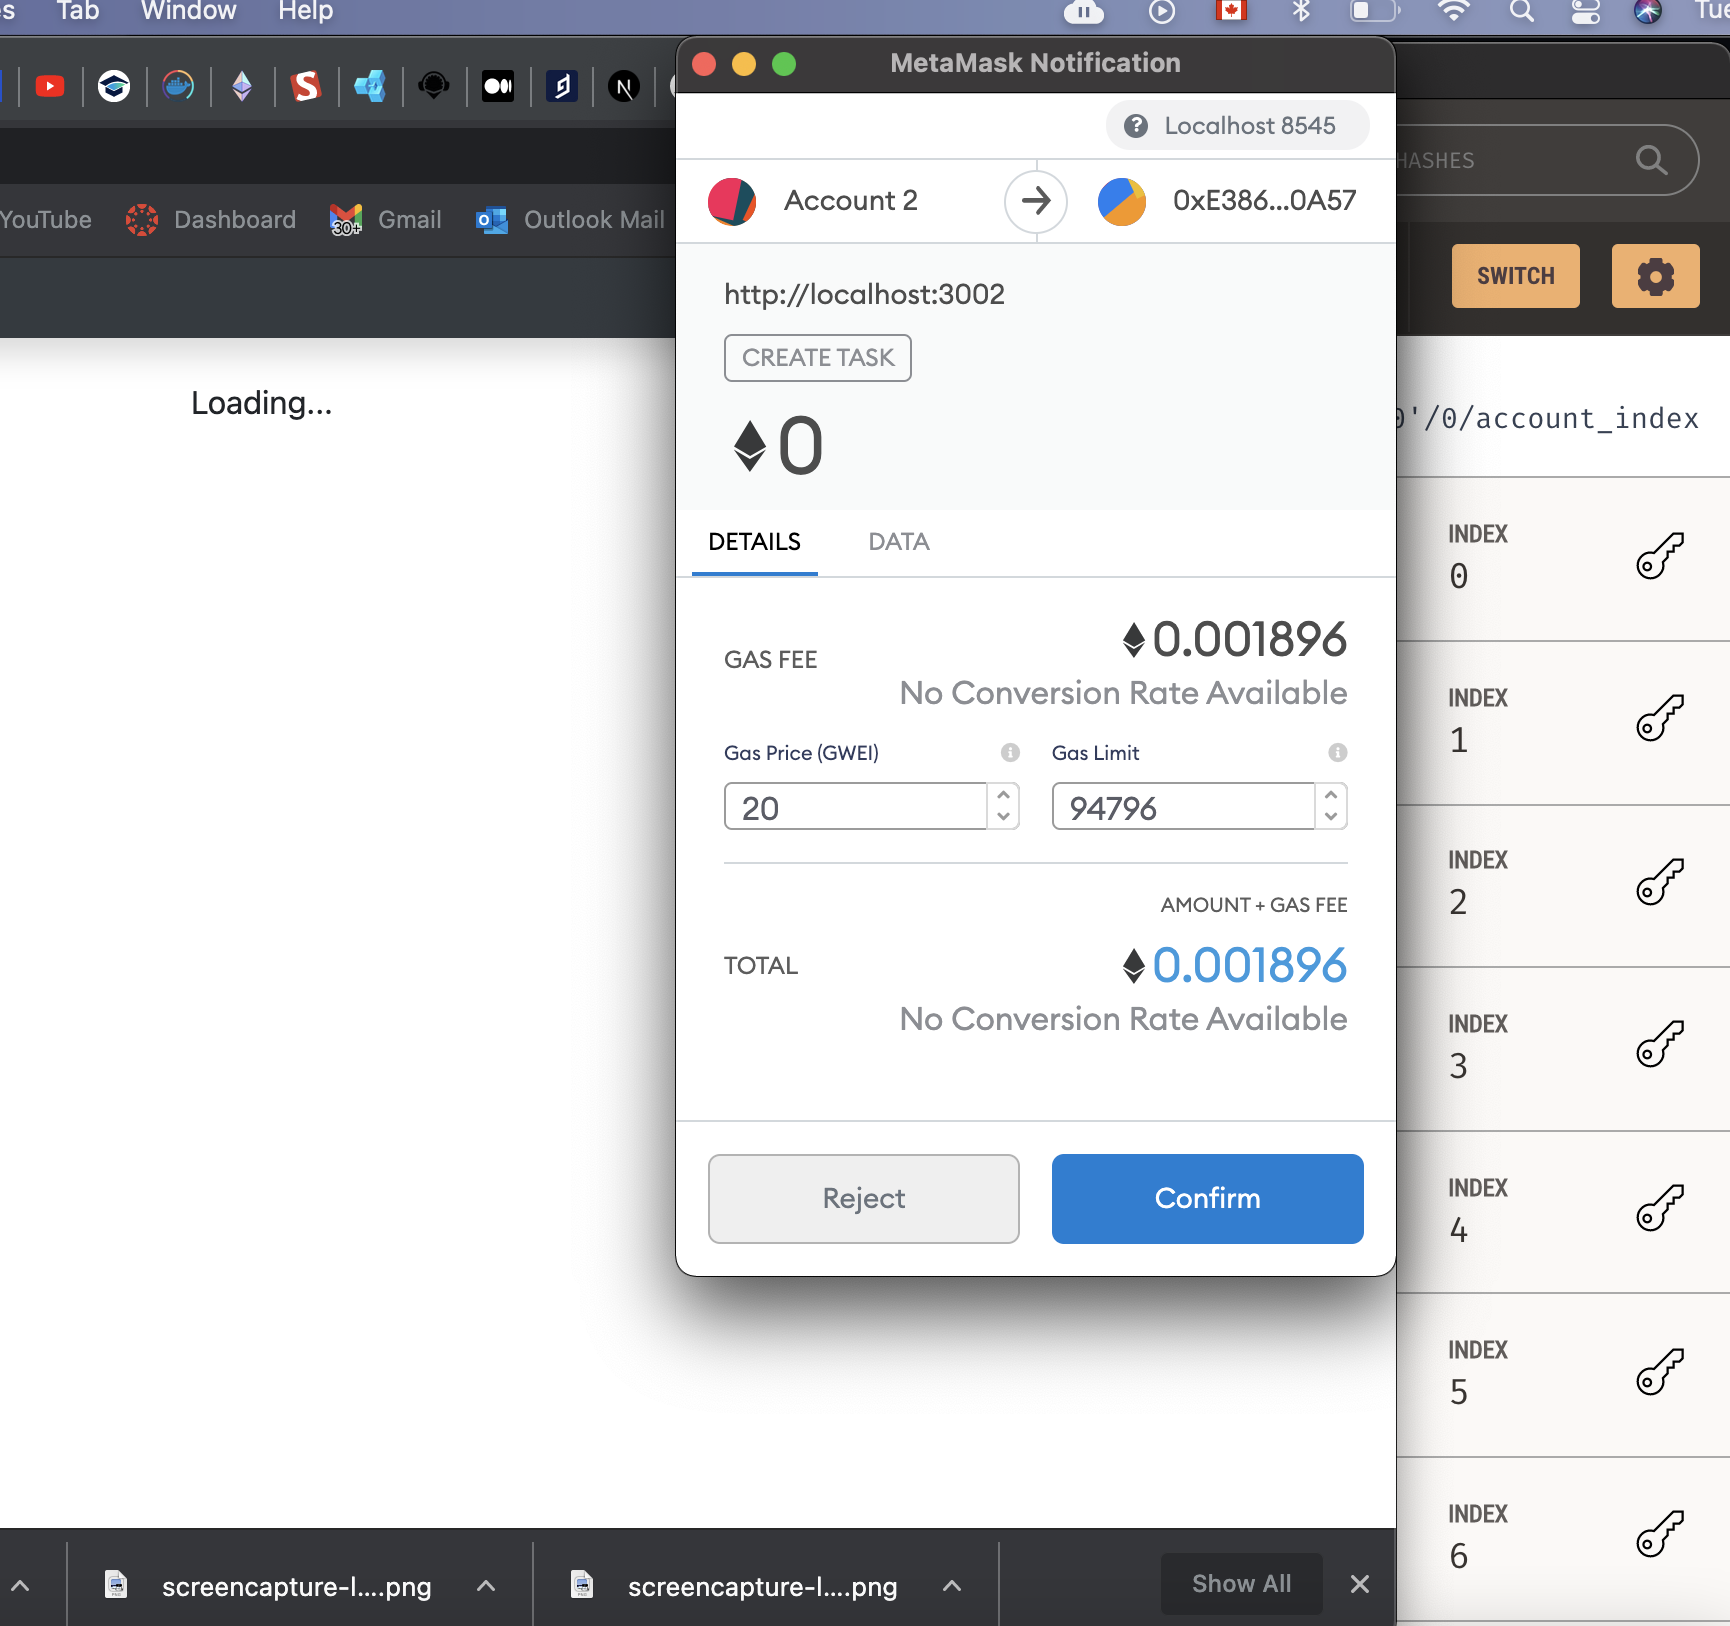 es Tab Window Help
Tue
MetaMask Notification
Localhost 8545
HASHES
Account 2
0xE386...0A57
YouTube
Dashboard
30+
Gmail
Outlook Mail
SWITCH
http://localhost:3002
CREATE TASK
0
Loading...
0'/0/account_index
DETAILS
DATA
GAS FEE
0.001896
No Conversion Rate Available
Gas Price (GWEI)
Gas Limit
20
94796
AMOUNT + GAS FEE
TOTAL
0.001896
No Conversion Rate Available
Reject
Confirm
INDEX
0
INDEX
1
INDEX
2
INDEX
3
INDEX
4
INDEX
5
INDEX
6
screencapture-l....png
screencapture-l....png
Show All